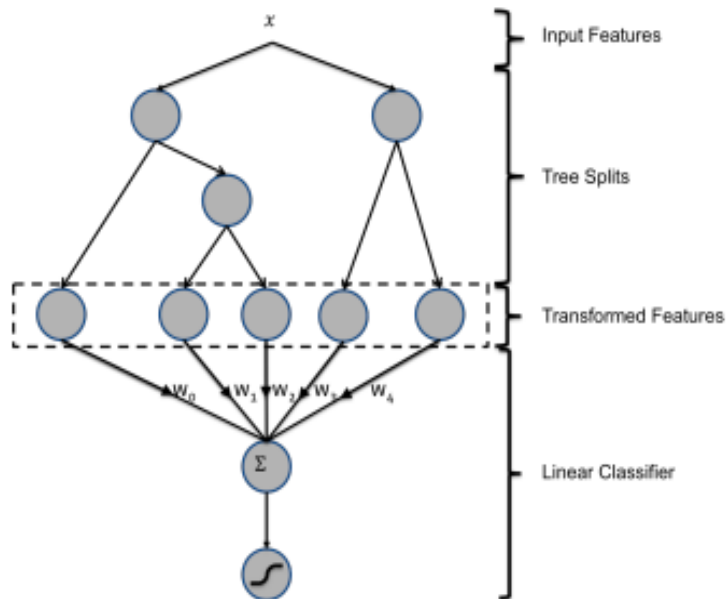 x
Input Features
Tree Splits
Transformed Features
W0
W1
W2
W3
W4
Σ
Linear Classifier